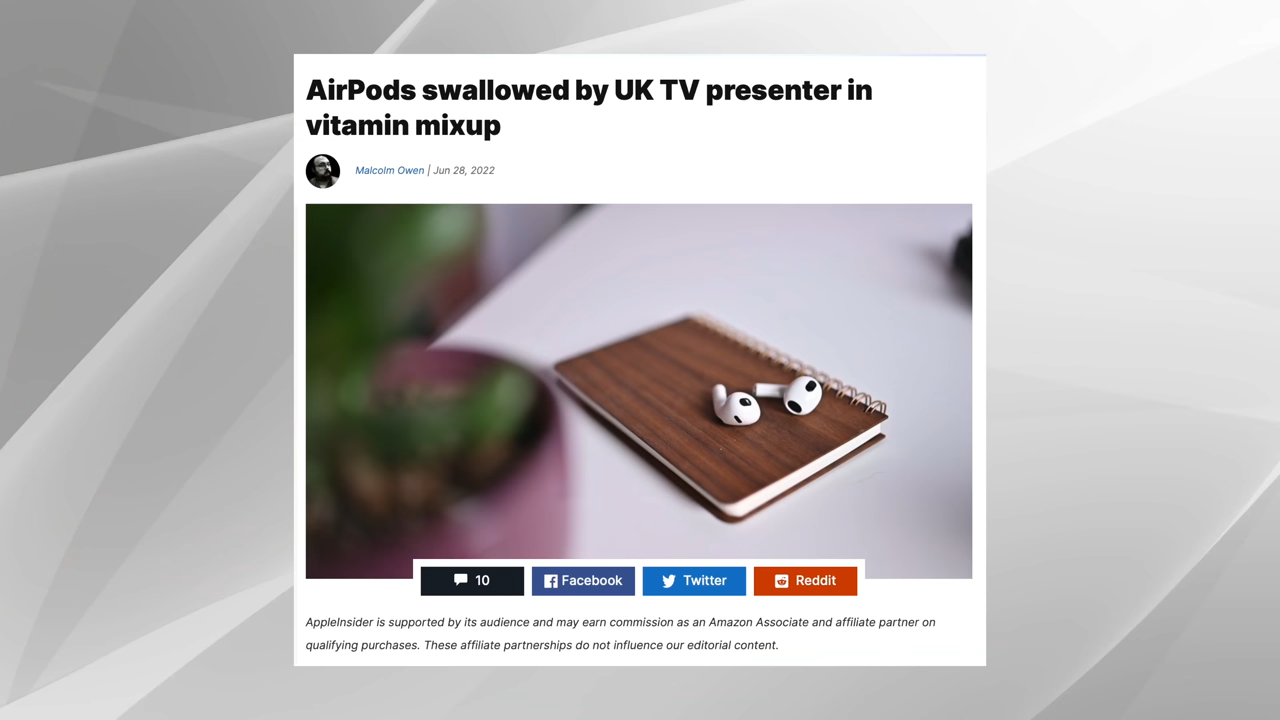 AirPods swallowed by UK TV presenter in
vitamin mixup
Malcolm Owen | Jun 28, 2022
10
Facebook
Twitter
Reddit
AppleInsider is supported by its audience and may earn commission as an Amazon Associate and affiliate partner on
qualifying purchases. These affiliate partnerships do not influence our editorial content.